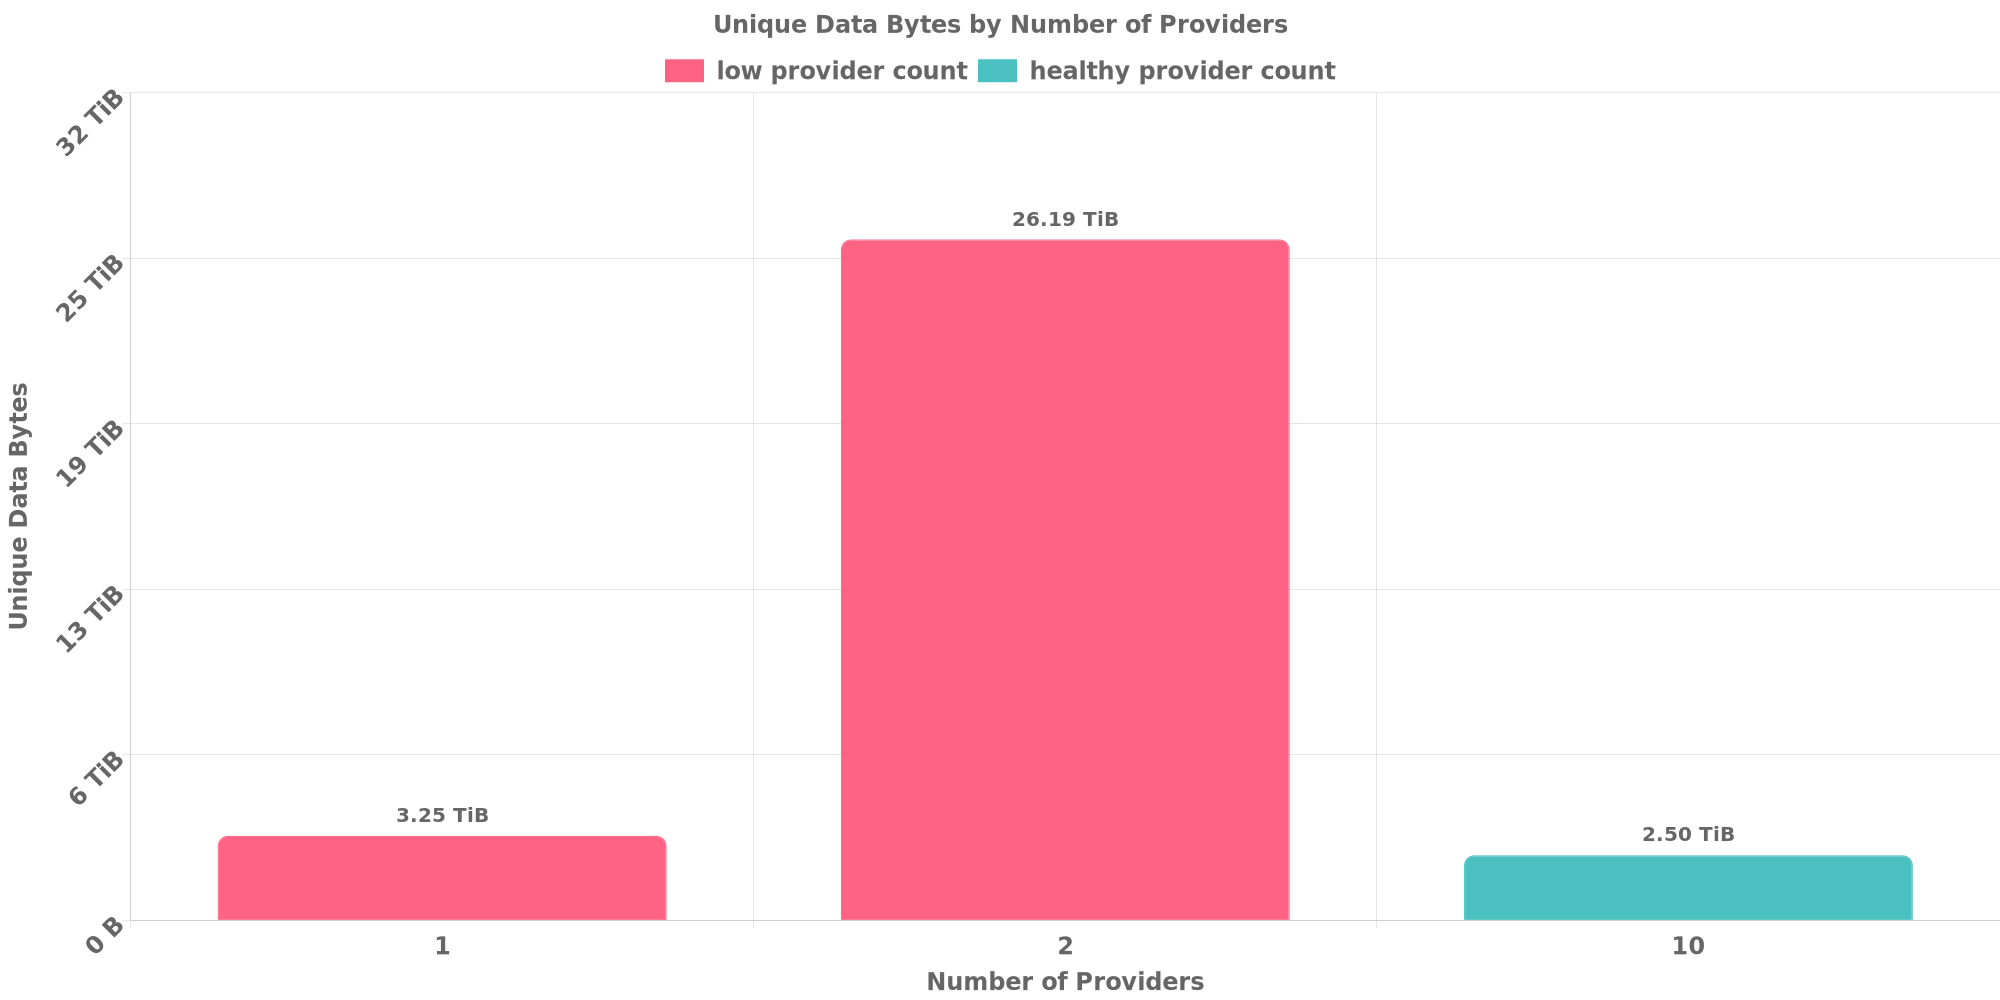 Unique Data Bytes by Number of Providers
low provider count healthy provider count
32 TiB
25 TiB
19 TiB
13 TiB
6 TiB
0 B
Unique Data Bytes
3.25 TiB
26.19 TiB
2.50 TiB
1 2 10
Number of Providers